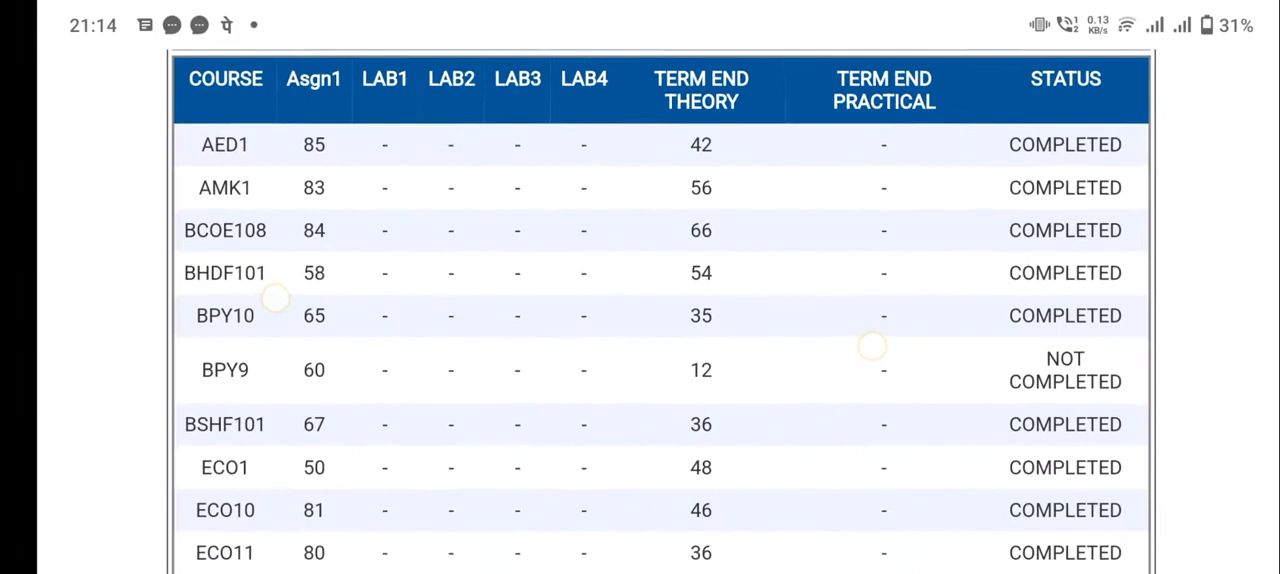 21:14 पे 1 2 0.13 KB/s 31%
COURSE Asgn1 LAB1 LAB2 LAB3 LAB4 TERM END THEORY TERM END PRACTICAL STATUS
AED1 85 - - - - 42 - COMPLETED
AMK1 83 - - - - 56 - COMPLETED
BCOE108 84 - - - - 66 - COMPLETED
BHDF101 58 - - - - 54 - COMPLETED
BPY10 65 - - - - 35 - COMPLETED
BPY9 60 - - - - 12 - NOT COMPLETED
BSHF101 67 - - - - 36 - COMPLETED
ECO1 50 - - - - 48 - COMPLETED
ECO10 81 - - - - 46 - COMPLETED
ECO11 80 - - - - 36 - COMPLETED